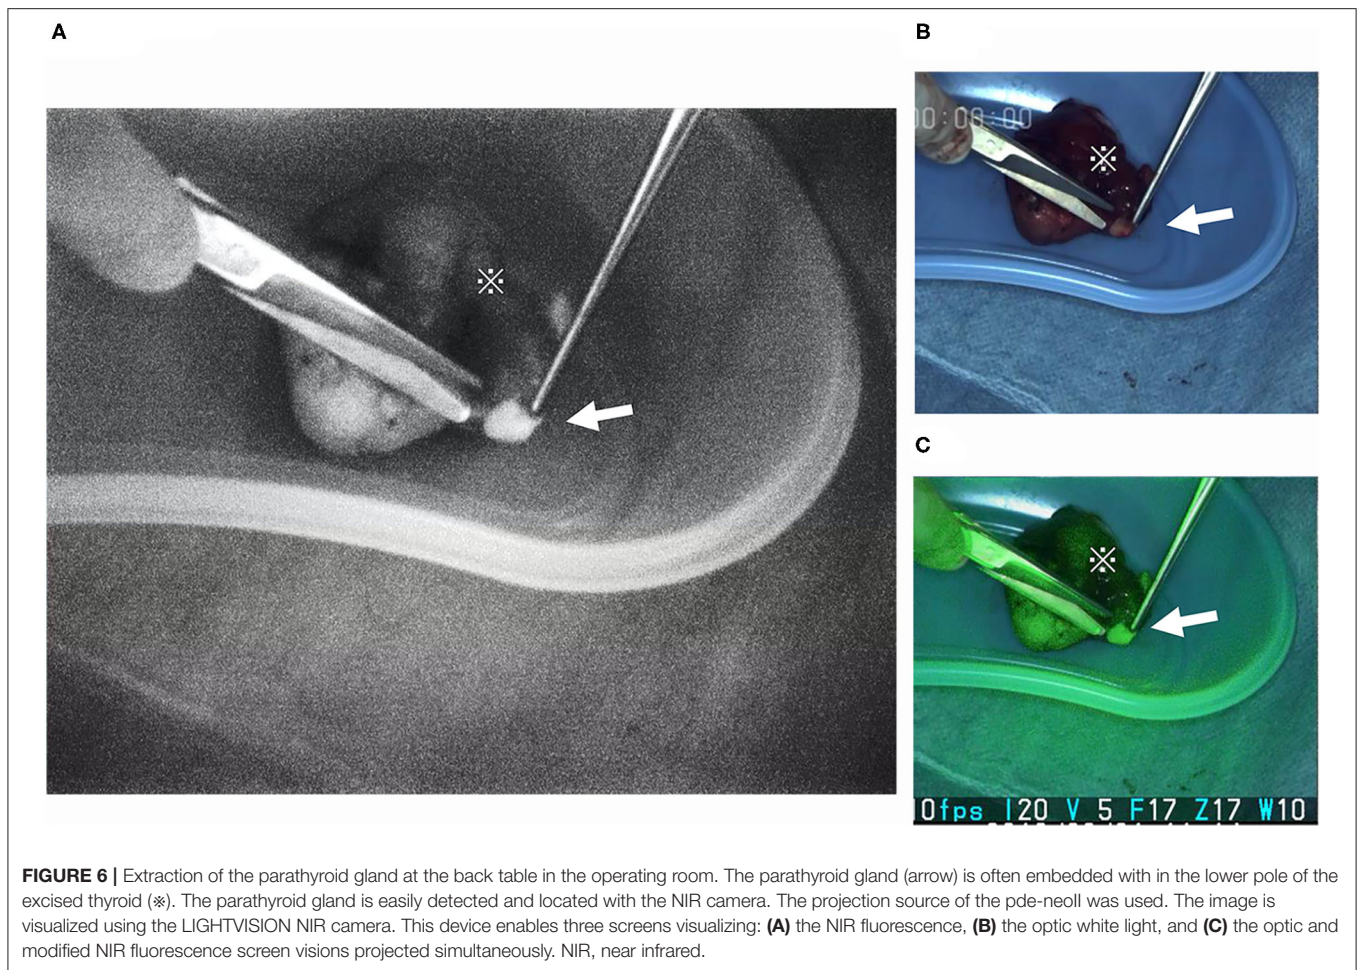 A
B
00:00:00
※
※
C
※
10fps I20 V 5 F17 Z17 W10
FIGURE 6 | Extraction of the parathyroid gland at the back table in the operating room. The parathyroid gland (arrow) is often embedded with in the lower pole of the
excised thyroid (※). The parathyroid gland is easily detected and located with the NIR camera. The projection source of the pde-neoII was used. The image is
visualized using the LIGHTVISION NIR camera. This device enables three screens visualizing: (A) the NIR fluorescence, (B) the optic white light, and (C) the optic and
modified NIR fluorescence screen visions projected simultaneously. NIR, near infrared.